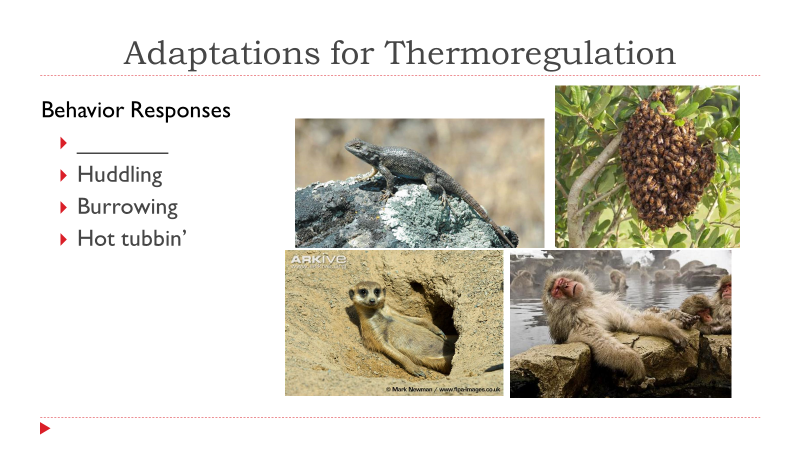 Adaptations for Thermoregulation
Behavior Responses
________
Huddling
Burrowing
Hot tubbin’
ARKive
© Mark Newman / www.flpa-images.co.uk